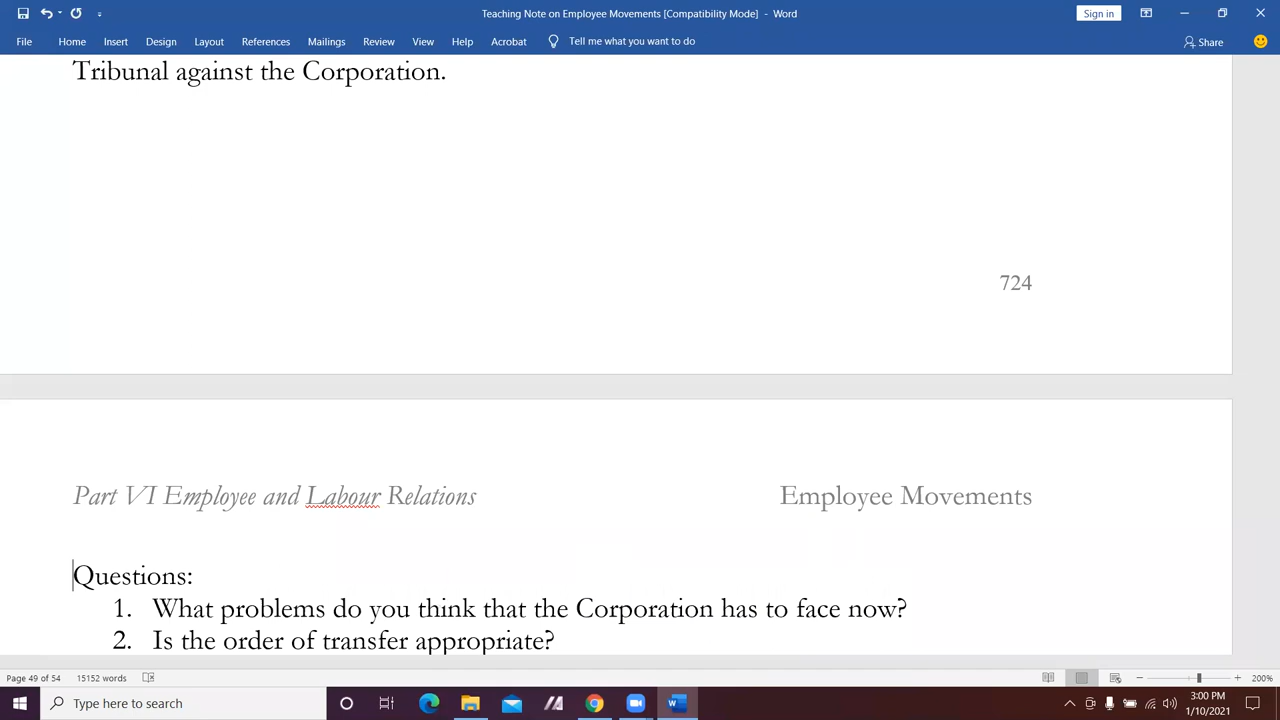 Teaching Note on Employee Movements [Compatibility Mode] - Word
Sign in
File Home Insert Design Layout References Mailings Review View Help Acrobat Tell me what you want to do Share
Tribunal against the Corporation.
724
Part VI Employee and Labour Relations Employee Movements
Questions:
1. What problems do you think that the Corporation has to face now?
2. Is the order of transfer appropriate?
Page 49 of 54 15152 words 200%
Type here to search
3:00 PM
1/10/2021